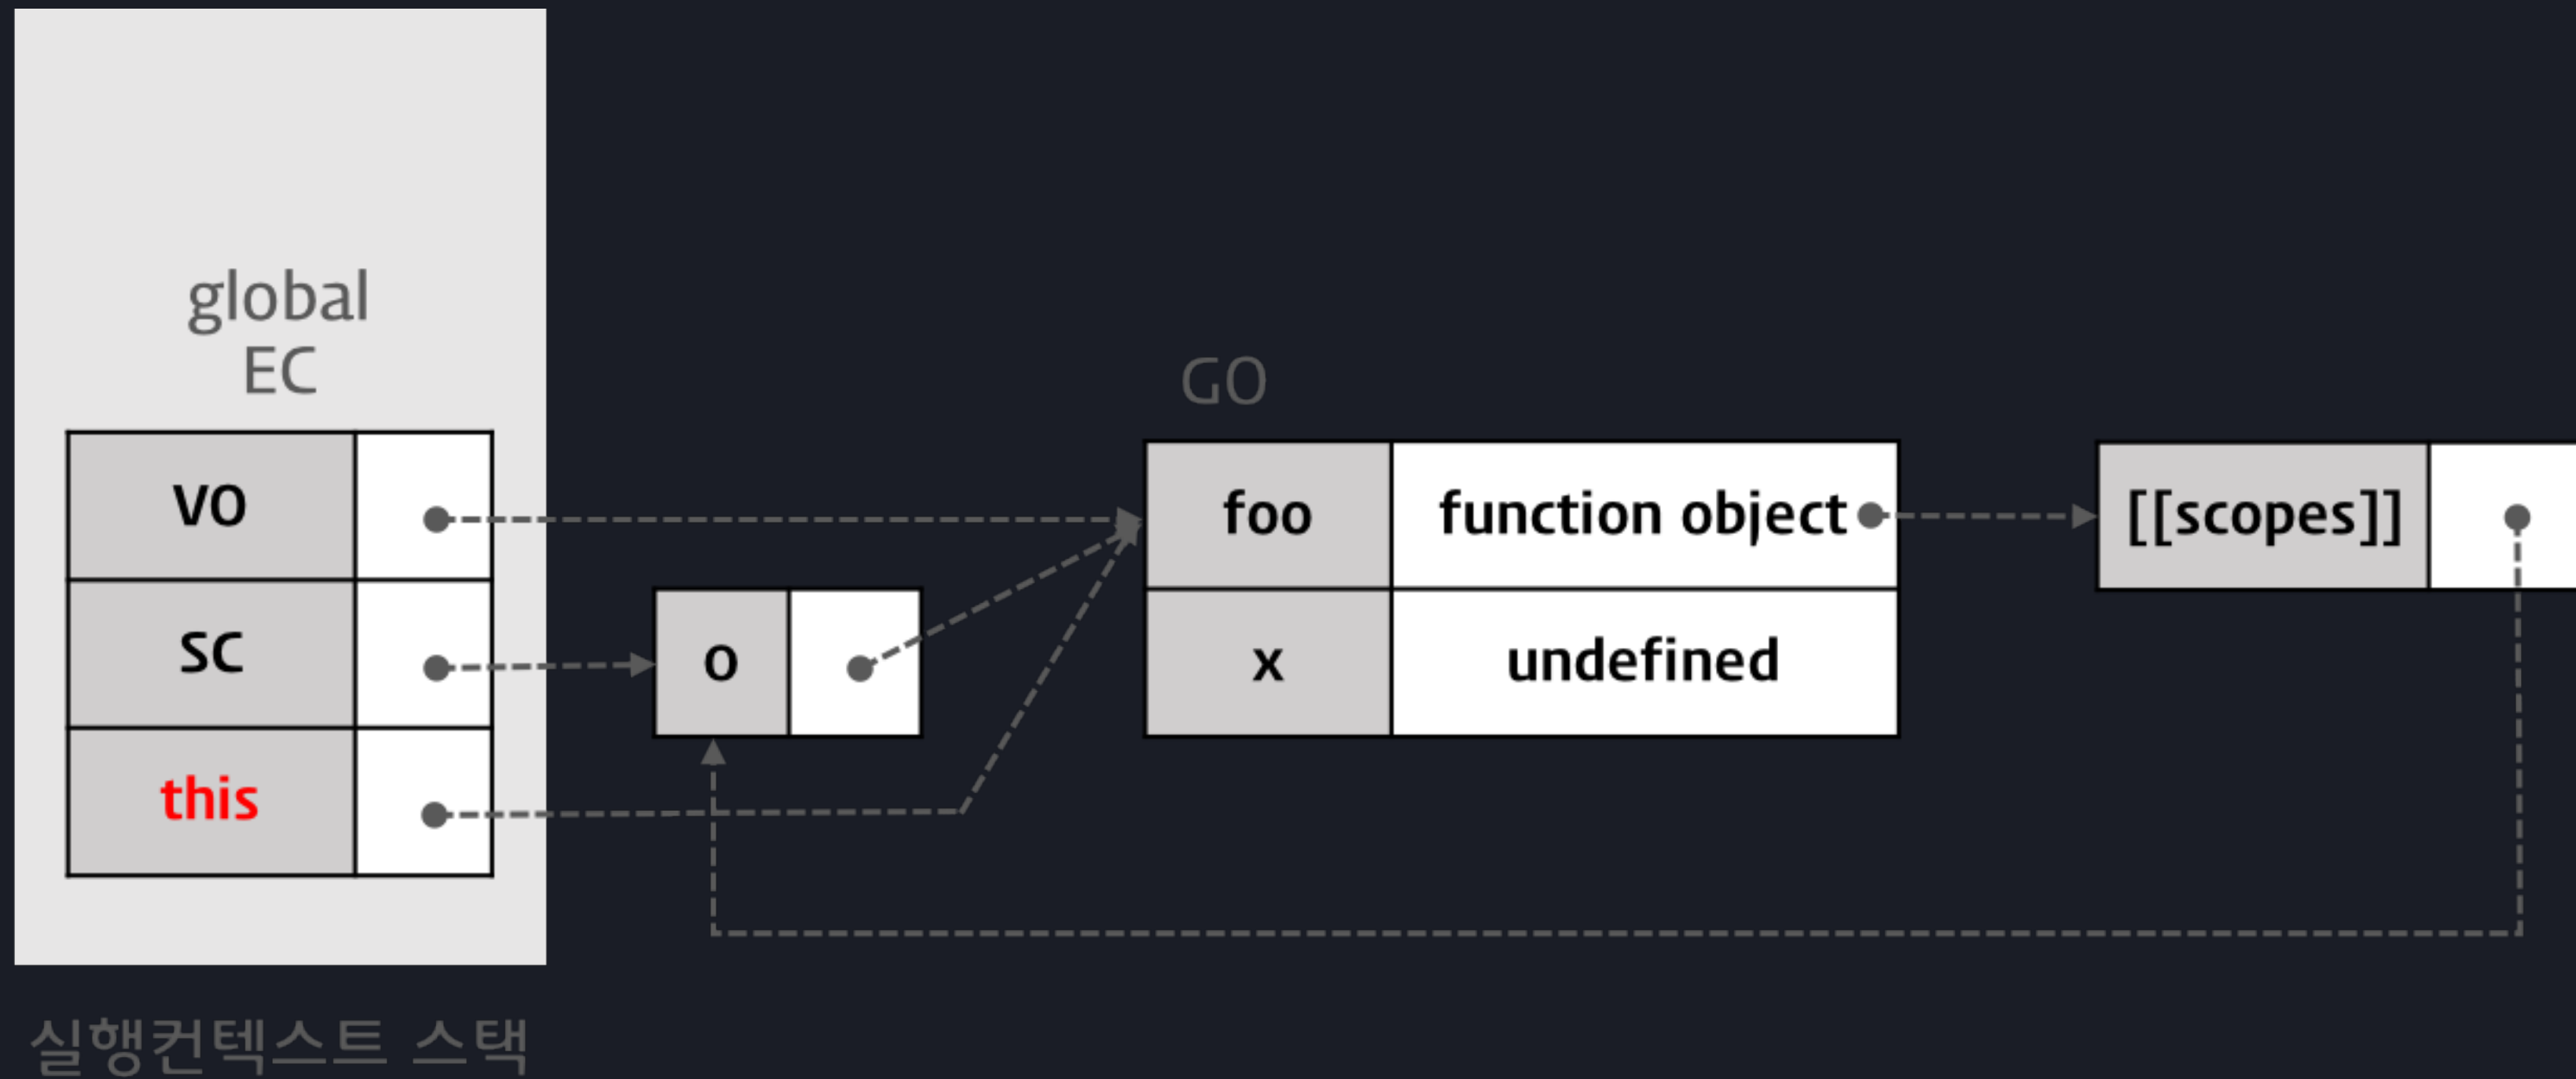 global
EC
GO
VO
foo
function object
[[scopes]]
SC
O
x
undefined
this
실행컨텍스트 스택